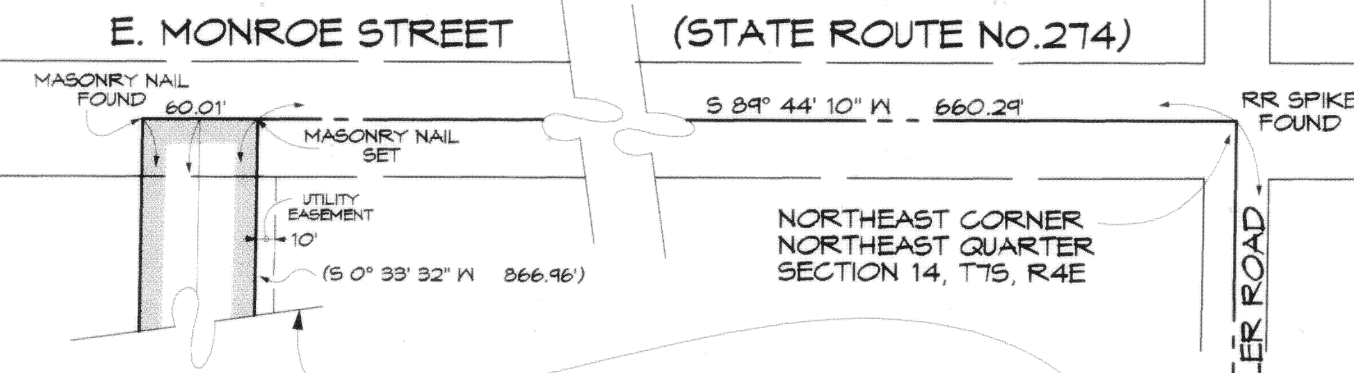 E. MONROE STREET (STATE ROUTE No.274)
MASONRY NAIL
FOUND
60.01'
MASONRY NAIL
SET
S 89° 44' 10" W 660.29'
RR SPIKE
FOUND
UTILITY
EASEMENT
10'
(S 0° 33' 32" W 866.96')
NORTHEAST CORNER
NORTHEAST QUARTER
SECTION 14, T7S, R4E
ER ROAD